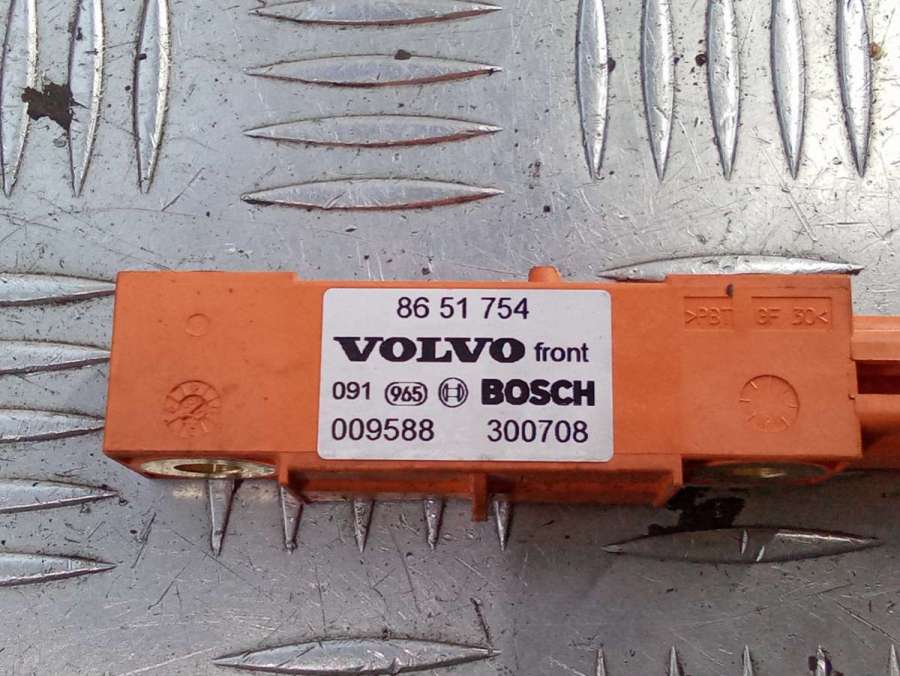 86 51 754
VOLVO front
091 965 BOSCH
009588 300708
>PBT GF 30<